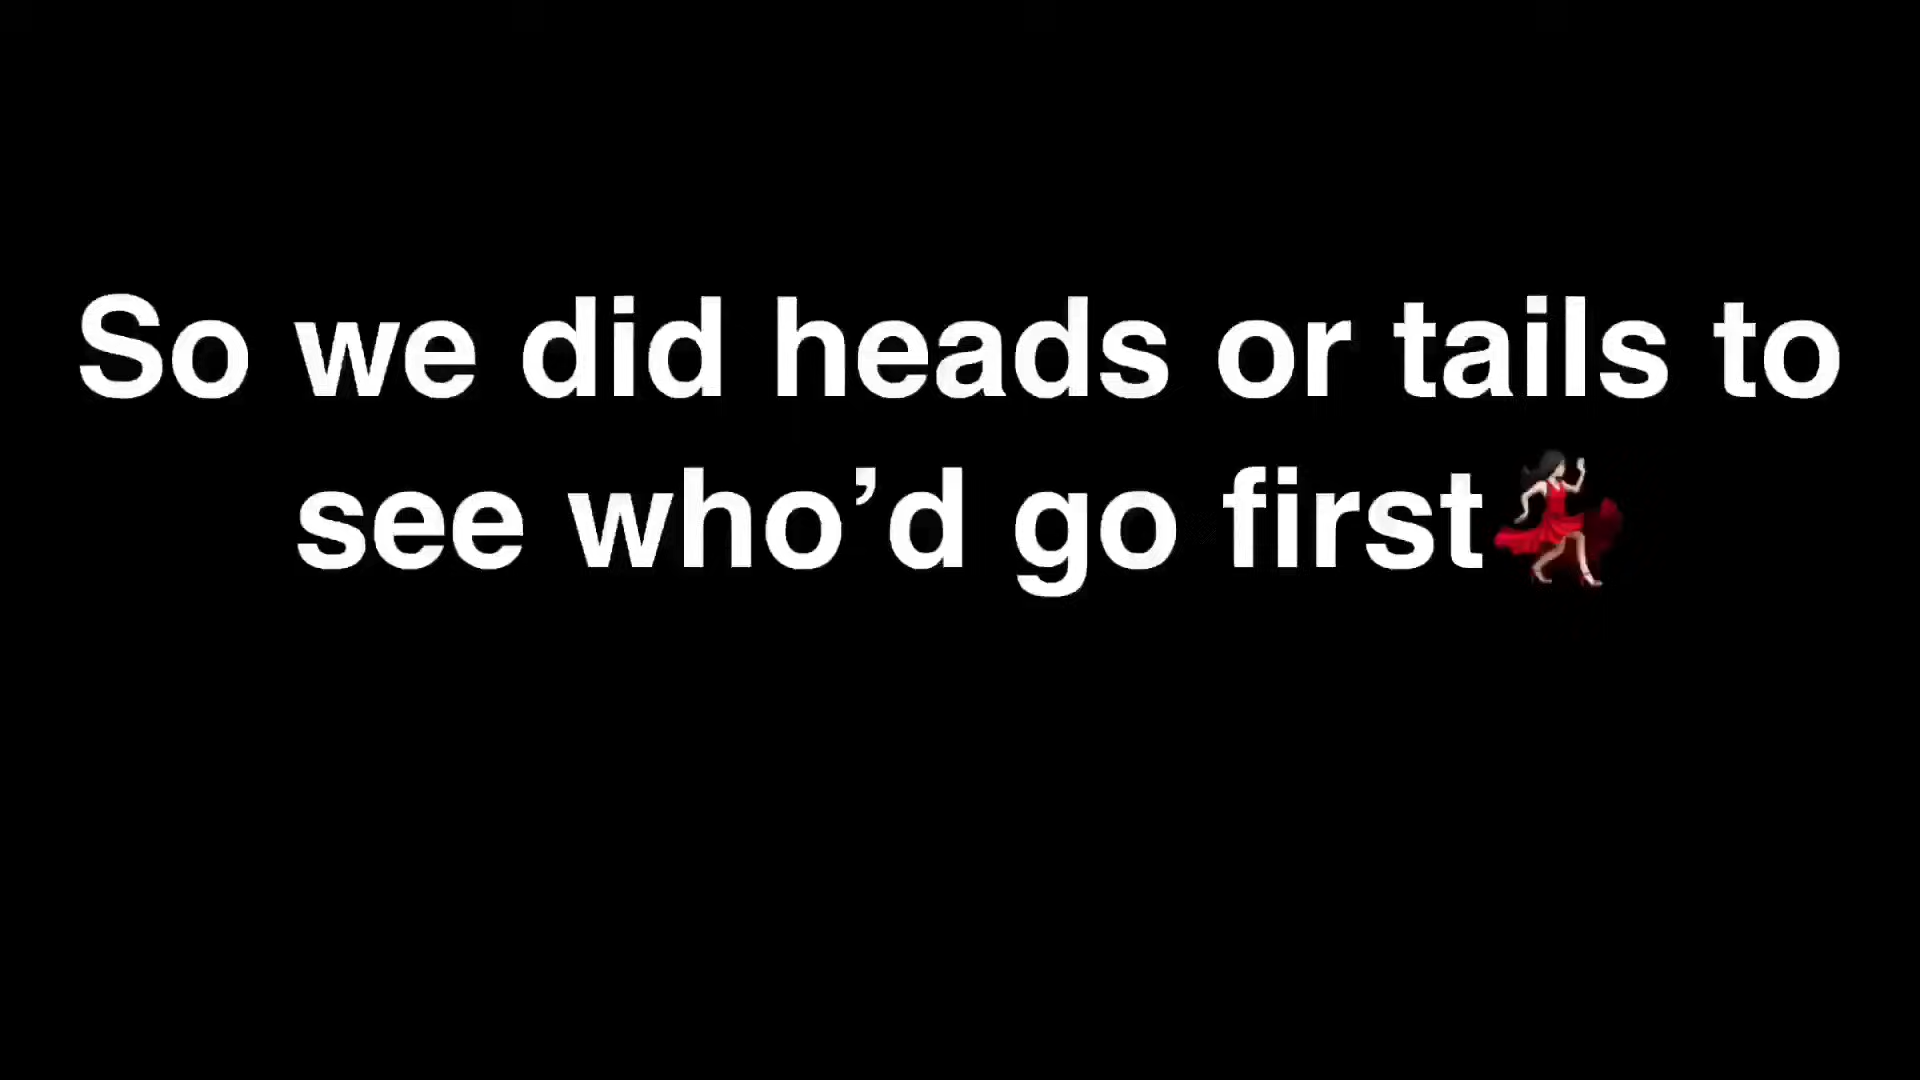 So we did heads or tails to
see who’d go first💃🏻